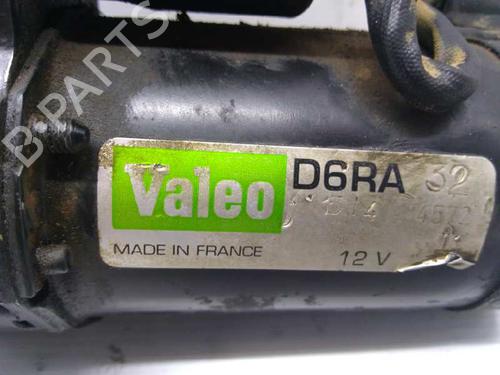 B-PARTS
Valeo
D6RA 32
MADE IN FRANCE
12 V